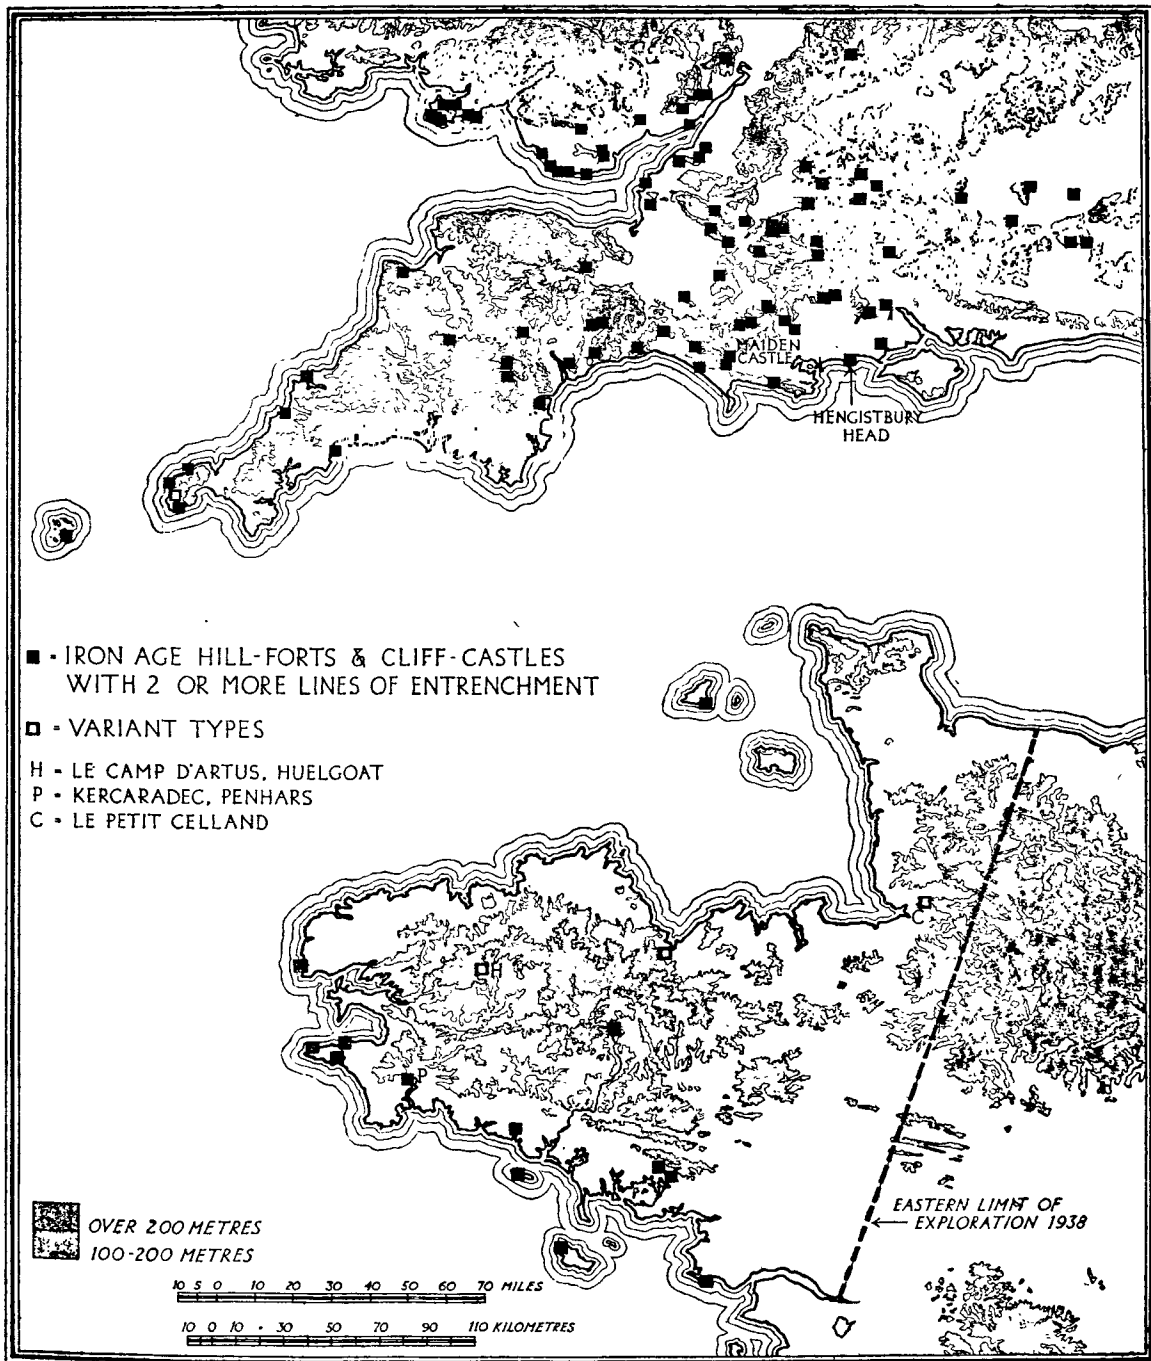 MAIDEN
CASTLE
HENGISTBURY
HEAD
■ - IRON AGE HILL-FORTS & CLIFF-CASTLES
WITH 2 OR MORE LINES OF ENTRENCHMENT
□ - VARIANT TYPES
H - LE CAMP D'ARTUS, HUELGOAT
P - KERCARADEC, PENHARS
C - LE PETIT CELLAND
C
H
P
EASTERN LIMIT OF
EXPLORATION 1938
OVER 200 METRES
100-200 METRES
10 5 0 10 20 30 40 50 60 70 MILES
10 0 10 · 30 50 70 90 110 KILOMETRES